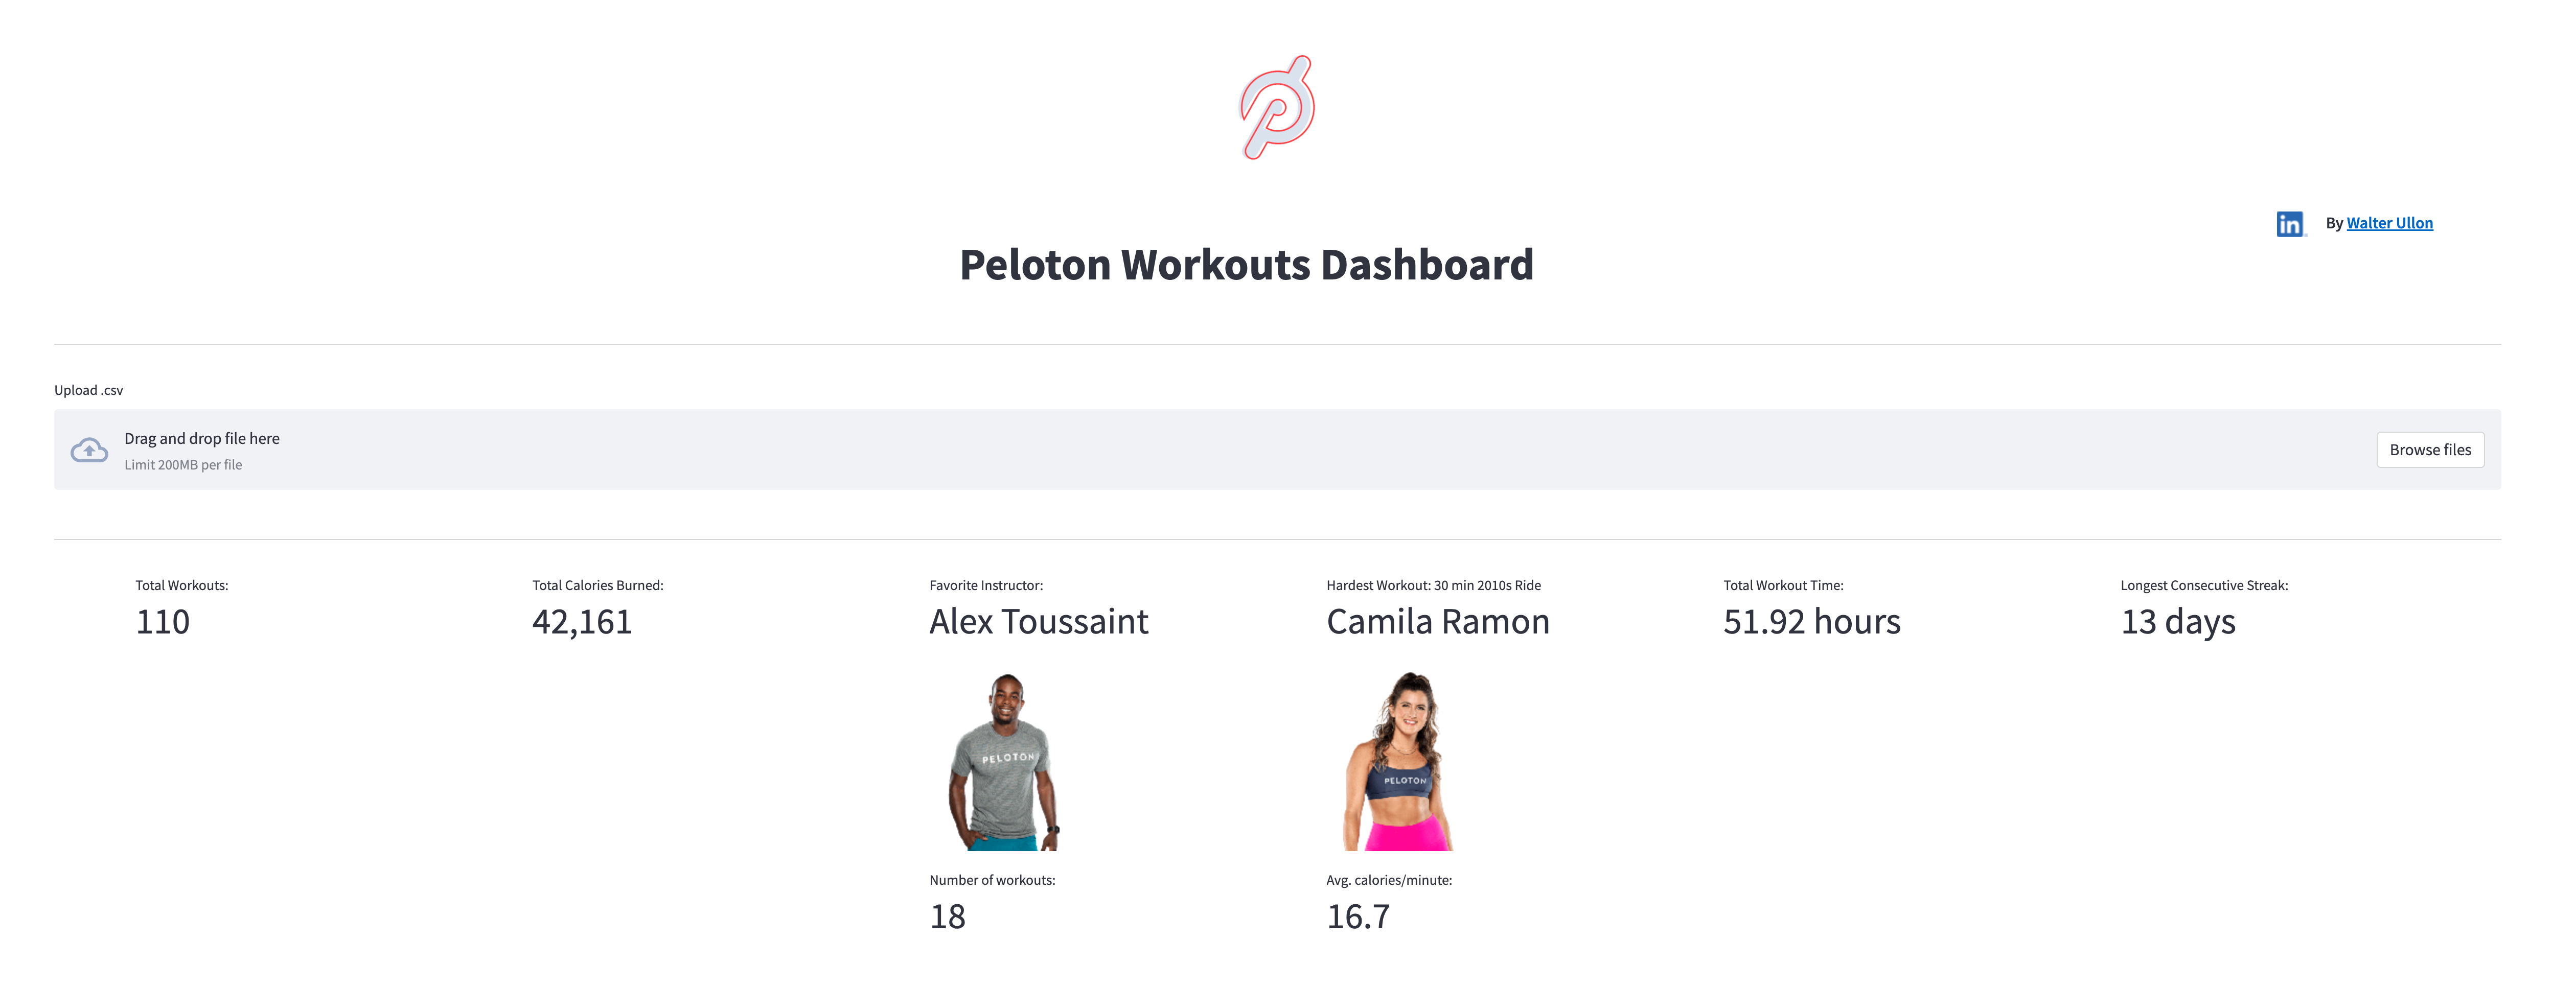 in
By Walter Ullon
Peloton Workouts Dashboard
Upload .csv
Drag and drop file here
Limit 200MB per file
Browse files
Total Workouts:
110
Total Calories Burned:
42,161
Favorite Instructor:
Alex Toussaint
PELOTON
Number of workouts:
18
Hardest Workout: 30 min 2010s Ride
Camila Ramon
PELOTON
Avg. calories/minute:
16.7
Total Workout Time:
51.92 hours
Longest Consecutive Streak:
13 days